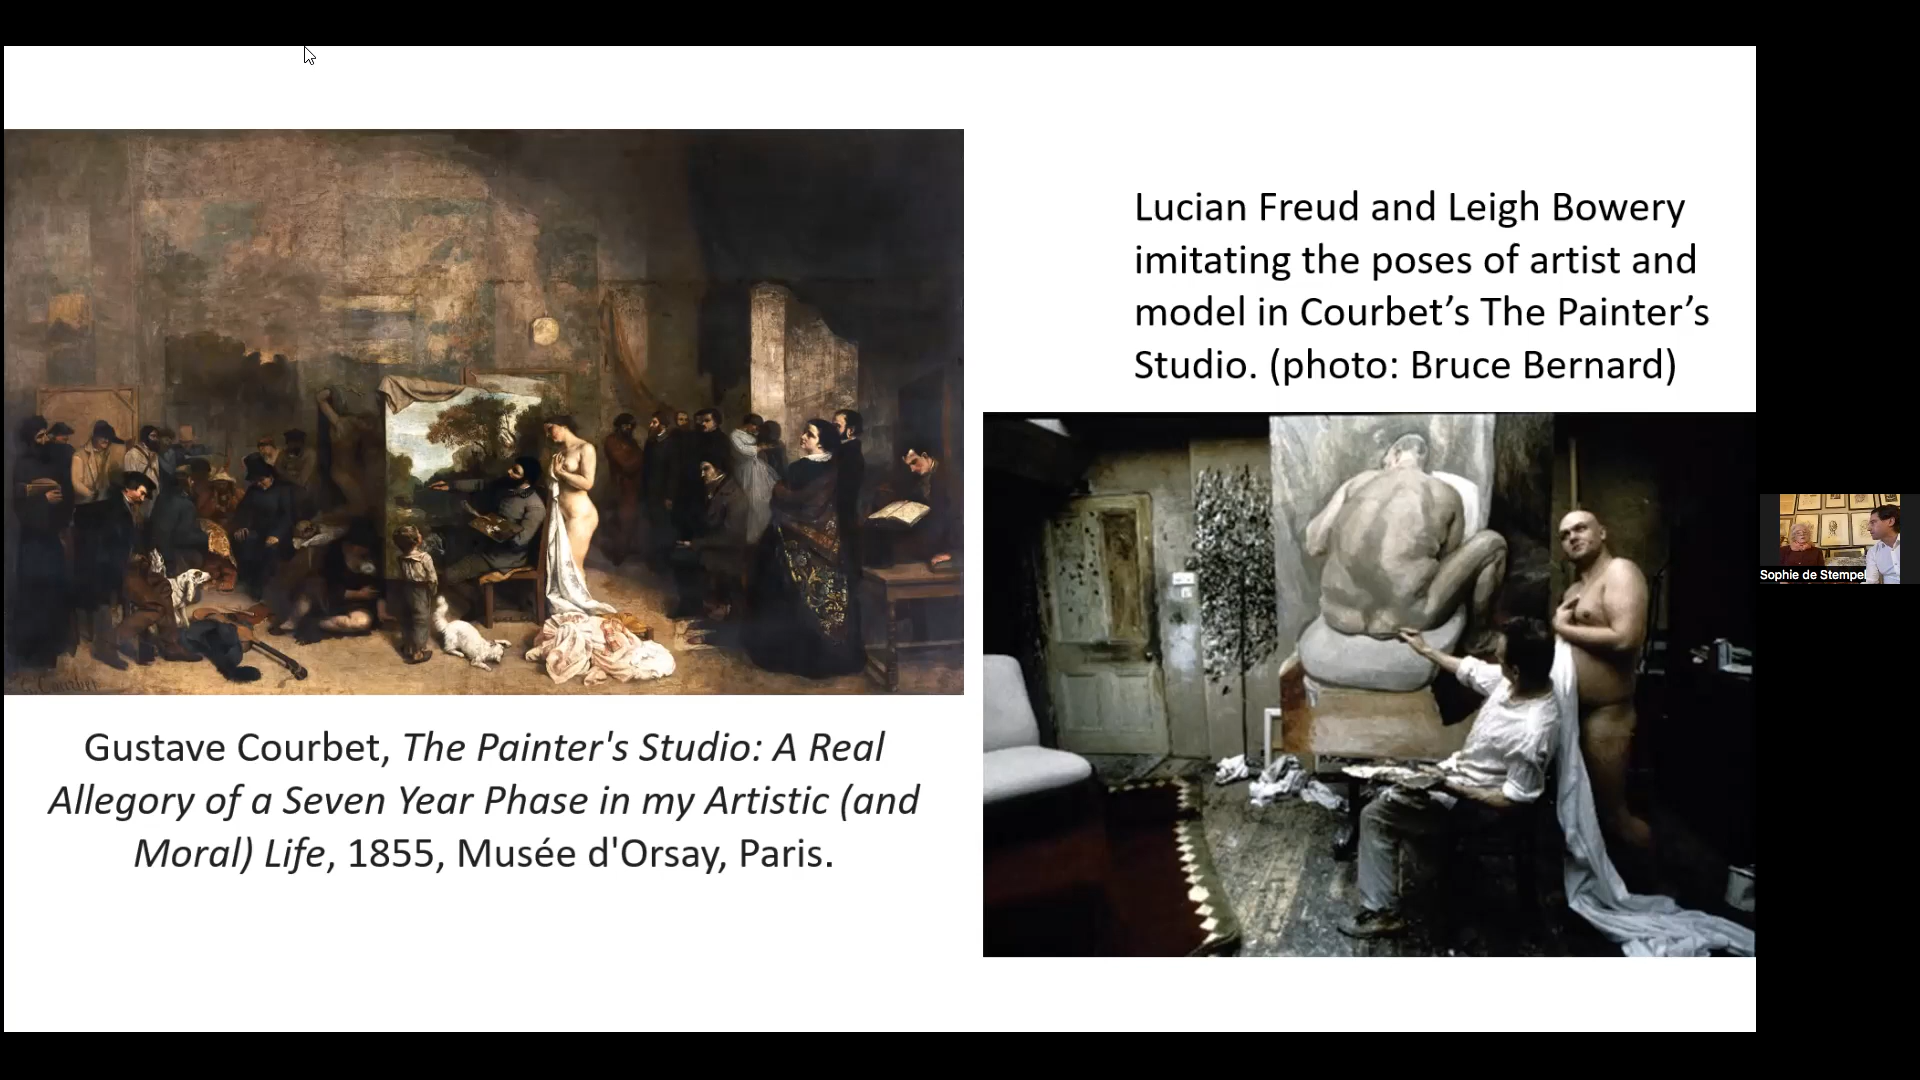 Lucian Freud and Leigh Bowery
imitating the poses of artist and
model in Courbet’s The Painter’s
Studio. (photo: Bruce Bernard)
Gustave Courbet, The Painter's Studio: A Real
Allegory of a Seven Year Phase in my Artistic (and
Moral) Life, 1855, Musée d'Orsay, Paris.
Sophie de Stempel